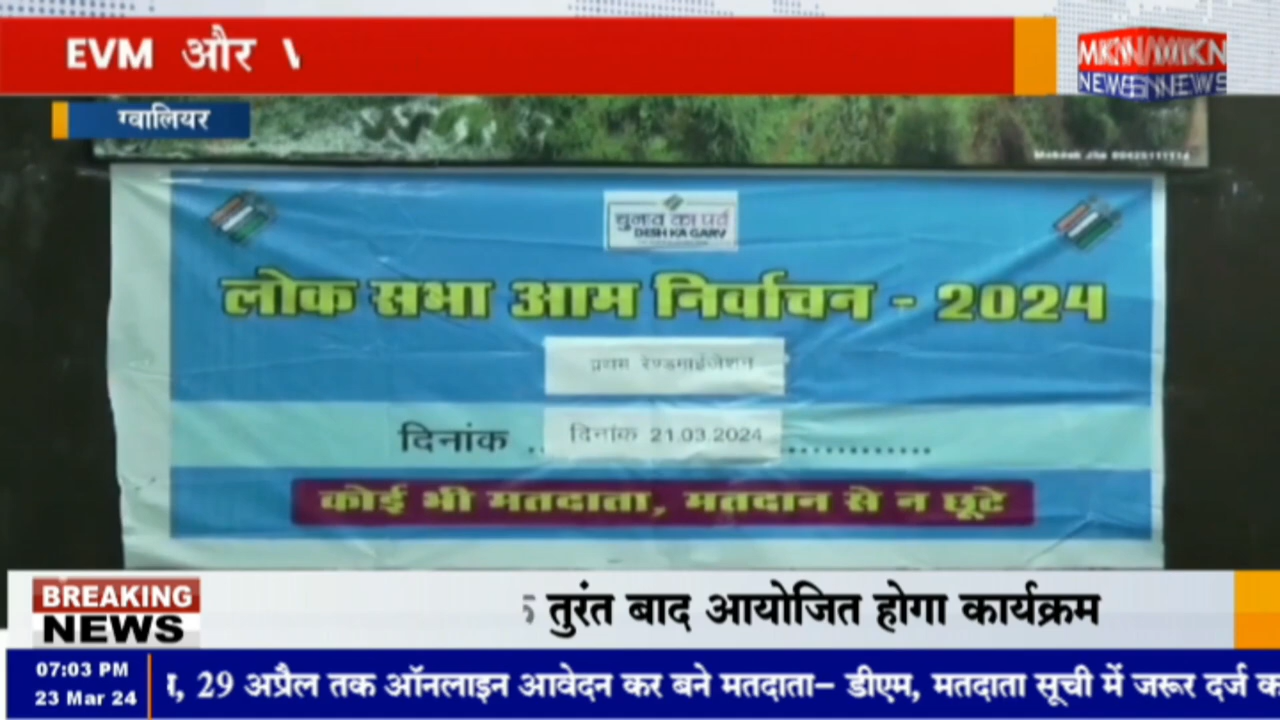 EVM और
MKN
NEWS
ग्वालियर
चुनाव का पर्व
DESH KA GARV
लोक सभा आम निर्वाचन - 2024
प्रथम रेण्डमाईजेशन
दिनांक .. दिनांक 21.03.2024 .............
कोई भी मतदाता, मतदान से न छूटे
BREAKING
NEWS
तुरंत बाद आयोजित होगा कार्यक्रम
07:03 PM
23 Mar 24
29 अप्रैल तक ऑनलाइन आवेदन कर बने मतदाता– डीएम, मतदाता सूची में जरूर दर्ज